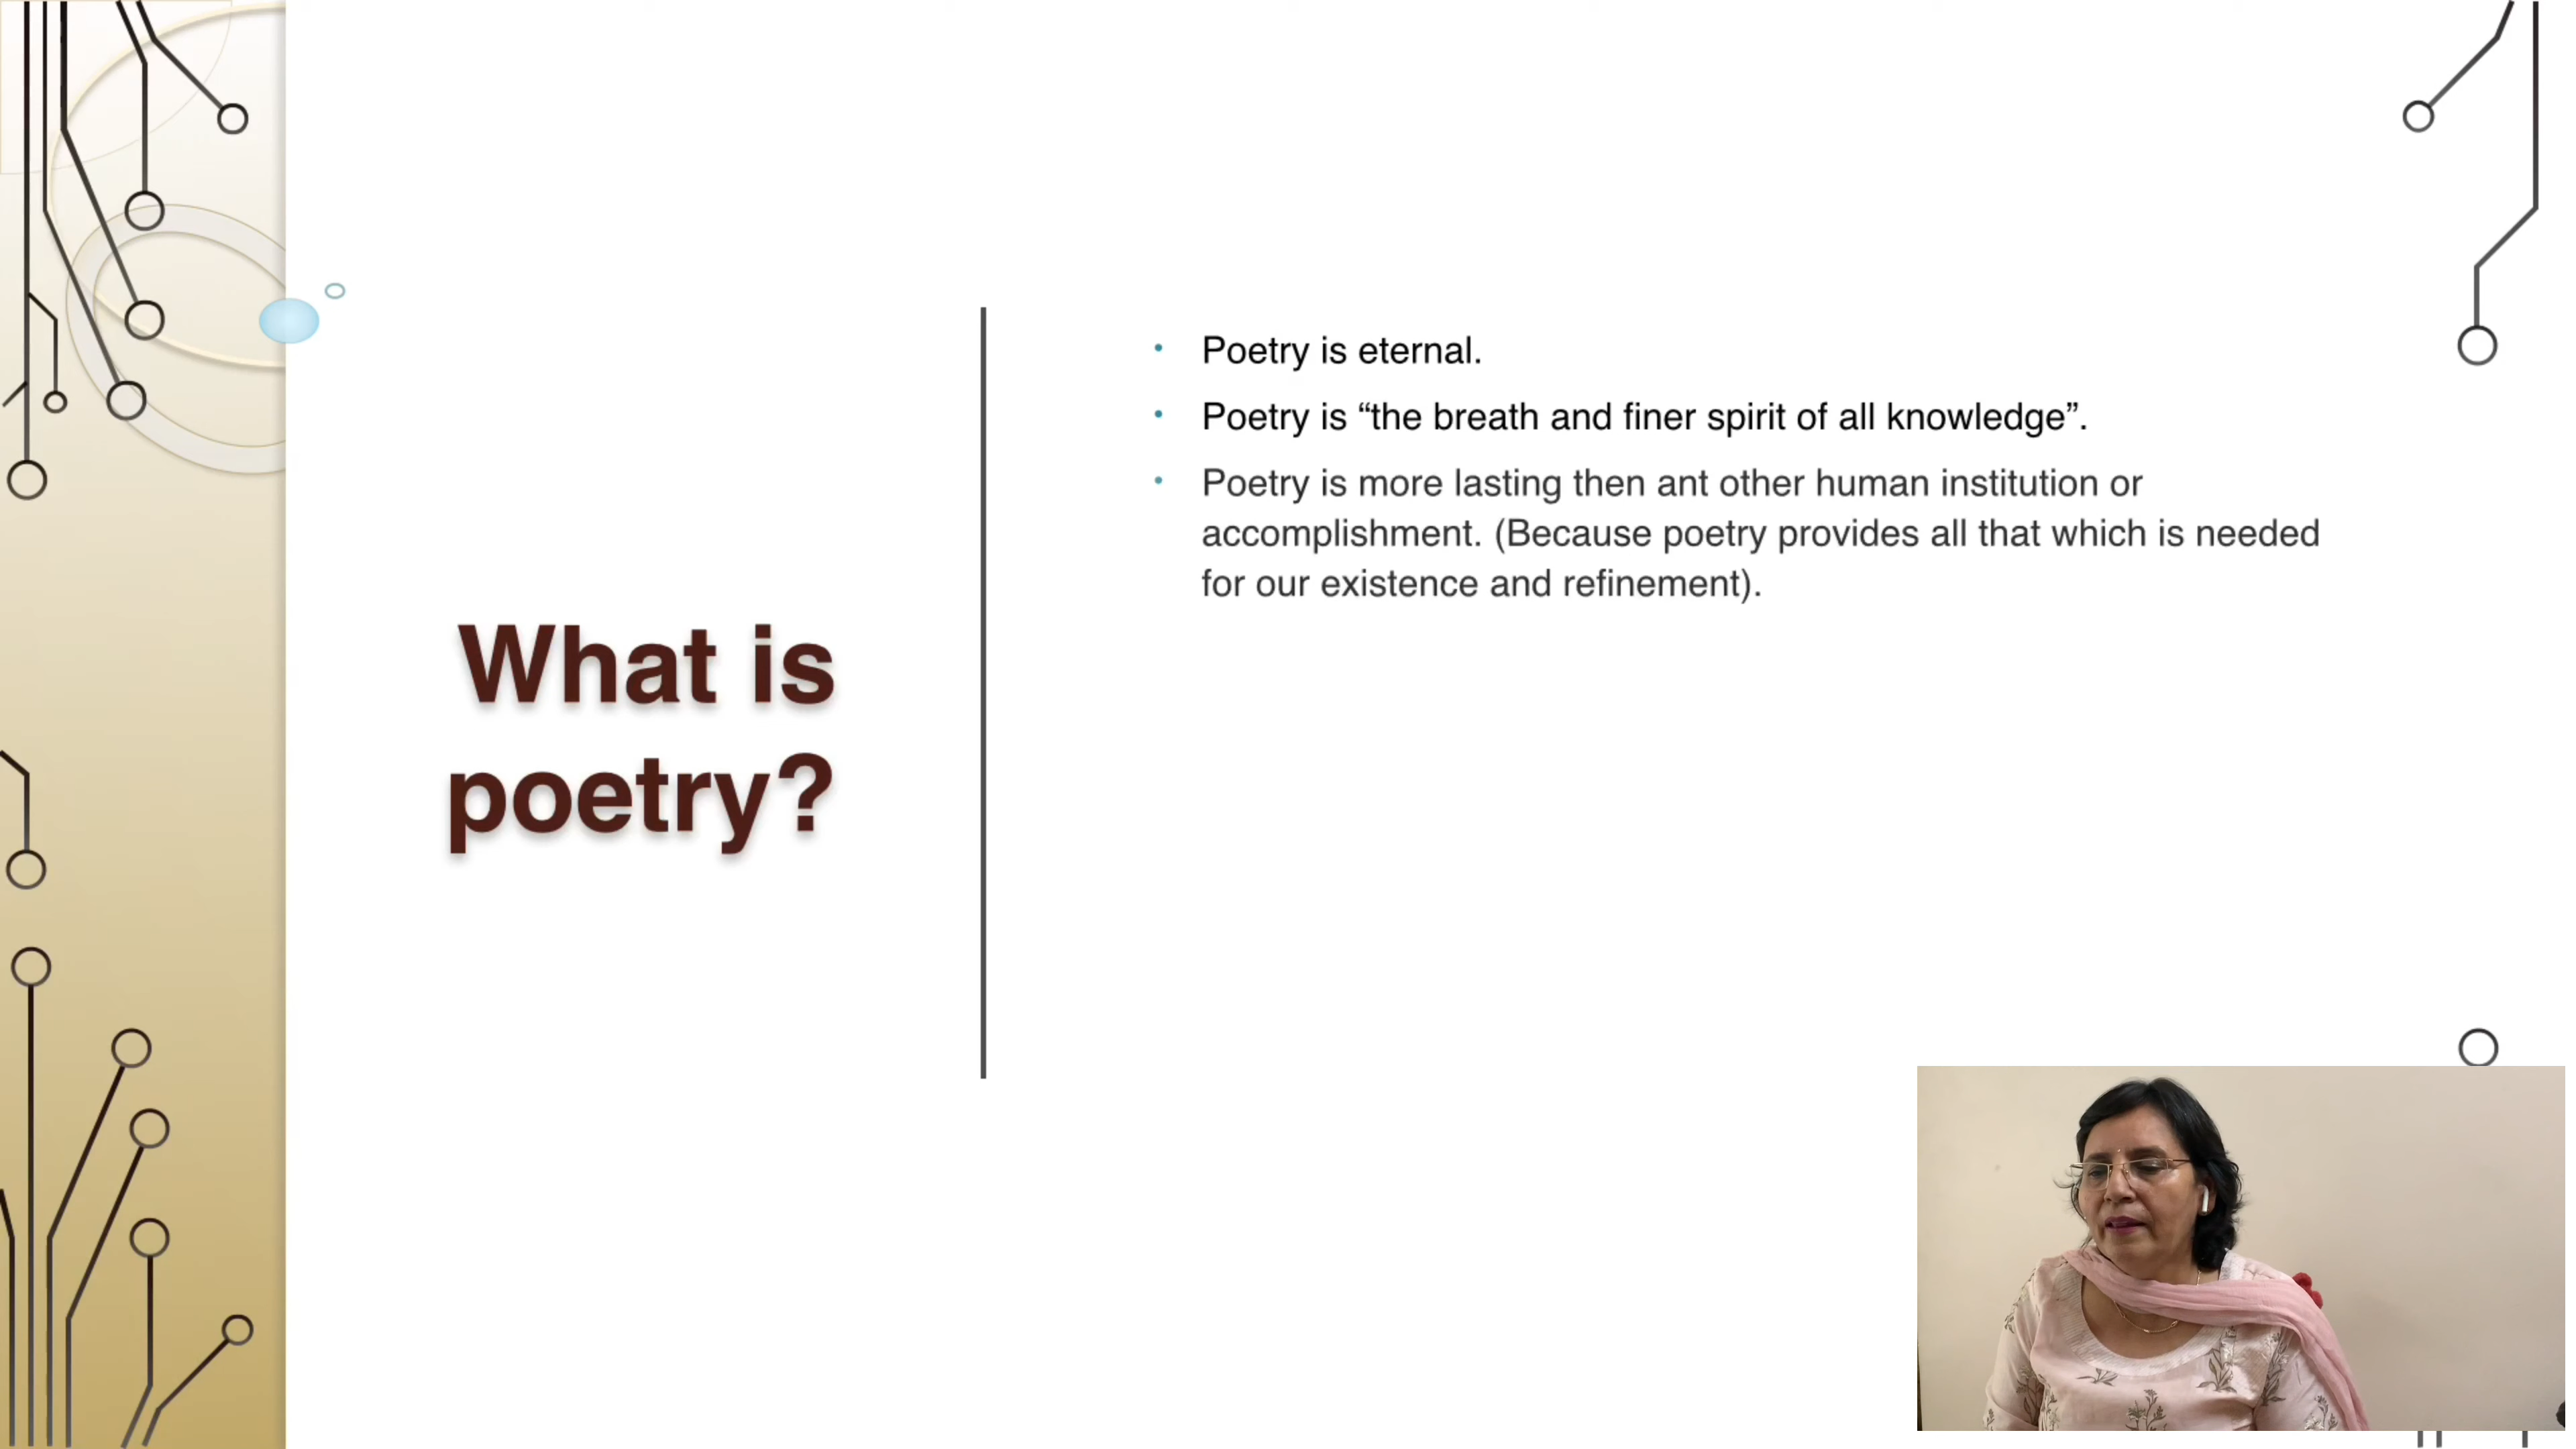 What is
poetry?
Poetry is eternal.
Poetry is “the breath and finer spirit of all knowledge”.
Poetry is more lasting then ant other human institution or
accomplishment. (Because poetry provides all that which is needed
for our existence and refinement).